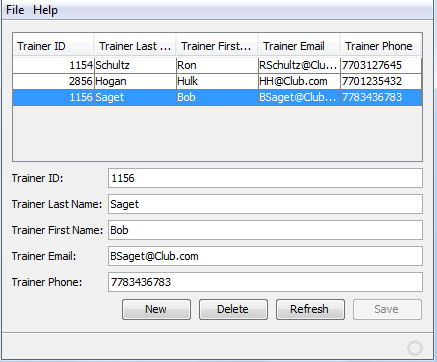 File Help
Trainer ID Trainer Last ... Trainer First... Trainer Email Trainer Phone
1154 Schultz Ron RSchultz@Clu... 7703127645
2856 Hogan Hulk HH@Club.com 7701235432
1156 Saget Bob BSaget@Club... 7783436783
Trainer ID: 1156
Trainer Last Name: Saget
Trainer First Name: Bob
Trainer Email: BSaget@Club.com
Trainer Phone: 7783436783
New Delete Refresh Save